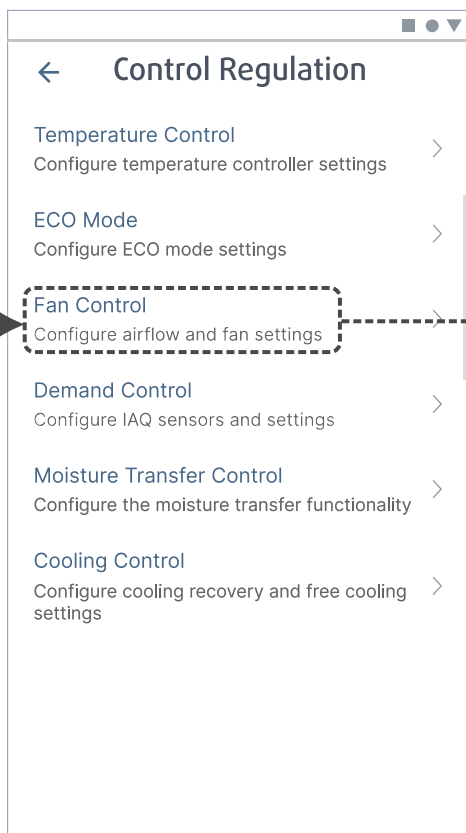 Control Regulation
Temperature Control
Configure temperature controller settings
ECO Mode
Configure ECO mode settings
Fan Control
Configure airflow and fan settings
Demand Control
Configure IAQ sensors and settings
Moisture Transfer Control
Configure the moisture transfer functionality
Cooling Control
Configure cooling recovery and free cooling
settings